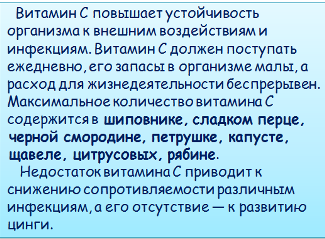 Витамин С повышает устойчивость
организма к внешним воздействиям и
инфекциям. Витамин С должен поступать
ежедневно, его запасы в организме малы, а
расход для жизнедеятельности беспрерывен.
Максимальное количество витамина С
содержится в шиповнике, сладком перце,
черной смородине, петрушке, капусте,
щавеле, цитрусовых, рябине.
Недостаток витамина С приводит к
снижению сопротивляемости различным
инфекциям, а его отсутствие — к развитию
цинги.